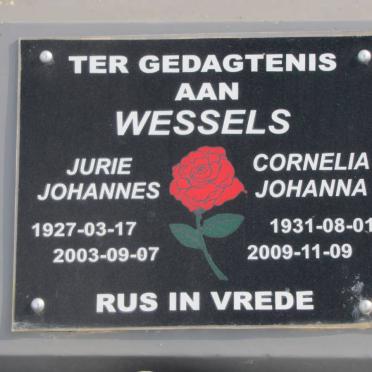 TER GEDAGTENIS
AAN
WESSELS
JURIE
JOHANNES
1927-03-17
2003-09-07
CORNELIA
JOHANNA
1931-08-01
2009-11-09
RUS IN VREDE